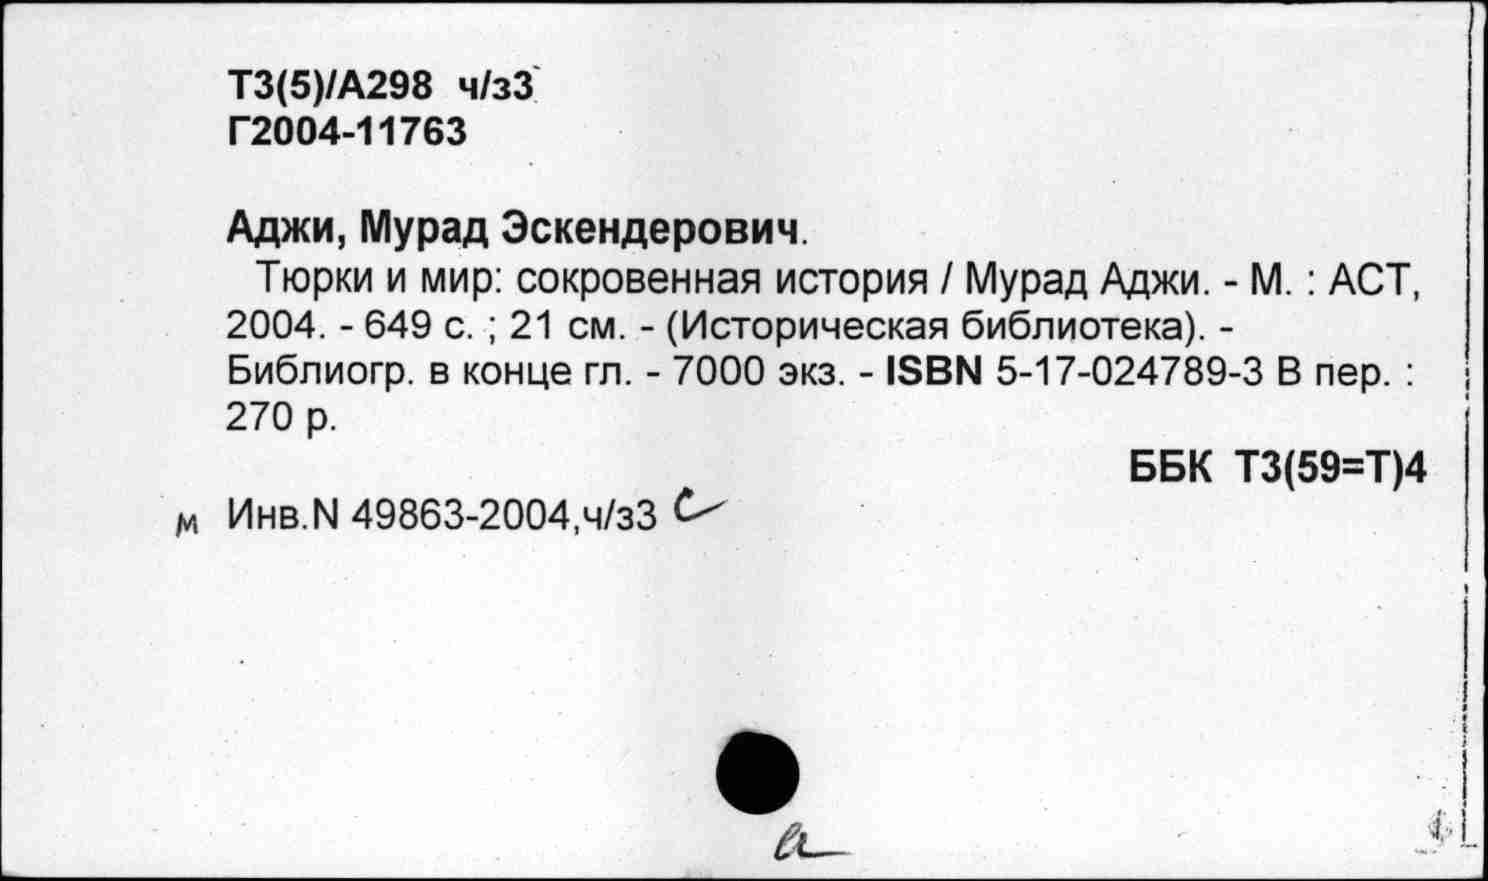 Т3(5)/А298 ч/з3
Г2004-11763
Аджи, Мурад Эскендерович.
Тюрки и мир: сокровенная история / Мурад Аджи. - М. : АСТ,
2004. - 649 с. ; 21 см. - (Историческая библиотека). -
Библиогр. в конце гл. - 7000 экз. - ISBN 5-17-024789-3 В пер. :
270 р.
ББК Т3(59=Т)4
м Инв.N 49863-2004,ч/з3